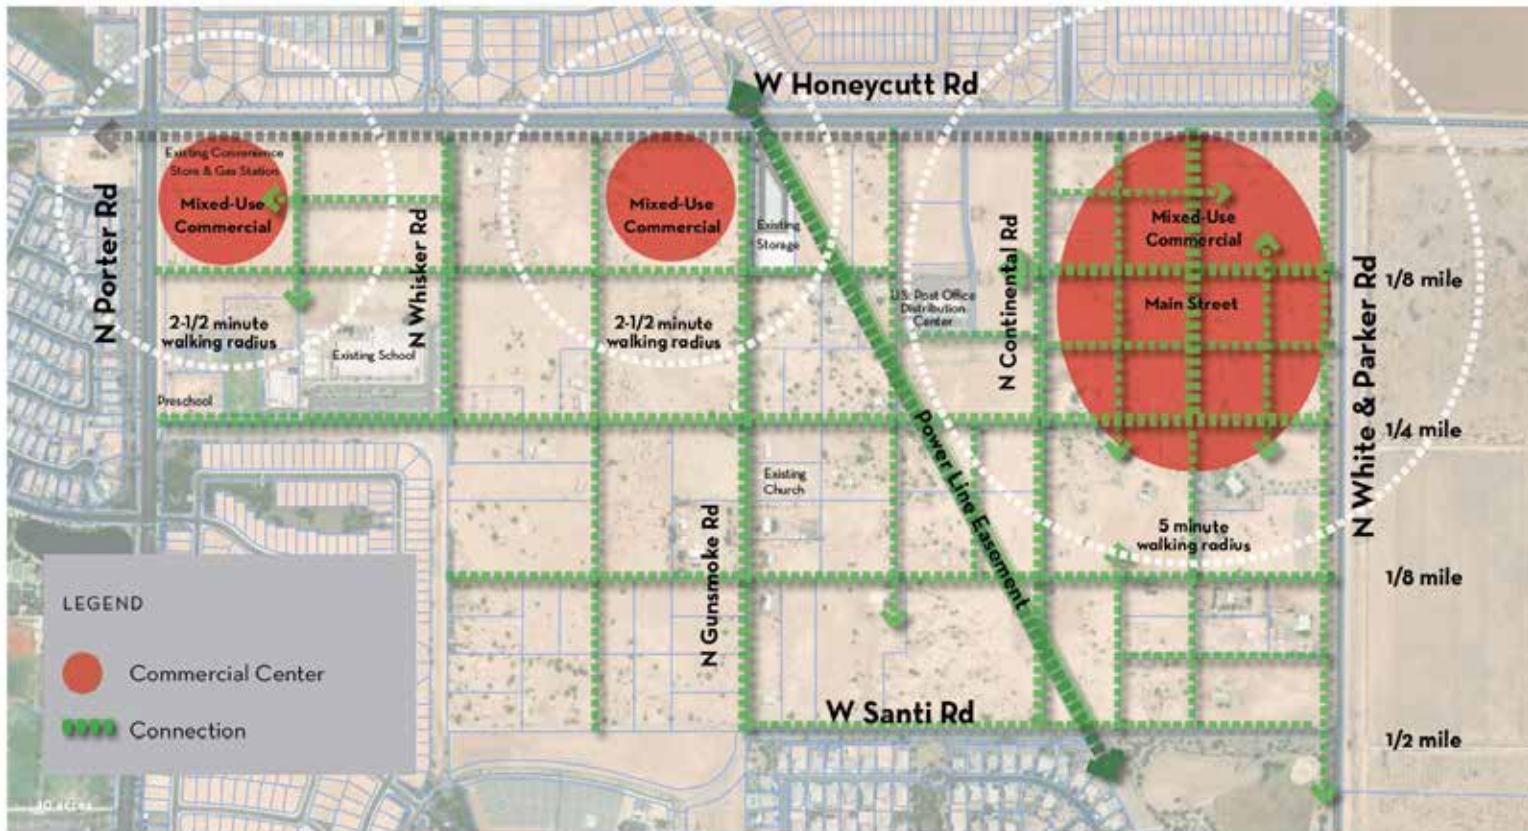 W Honeycutt Rd
Existing Convenience
Store & Gas Station
Mixed-Use
Commercial
N Porter Rd
N Whisker Rd
2-1/2 minute
walking radius
Existing School
Preschool
Mixed-Use
Commercial
2-1/2 minute
walking radius
Existing
Storage
U.S. Post Office
Distribution
Center
N Continental Rd
Mixed-Use
Commercial
Main Street
N White & Parker Rd
1/8 mile
1/4 mile
Power Line Easement
Existing
Church
N Gunsmoke Rd
5 minute
walking radius
1/8 mile
W Santi Rd
1/2 mile
LEGEND
Commercial Center
Connection
10 acres